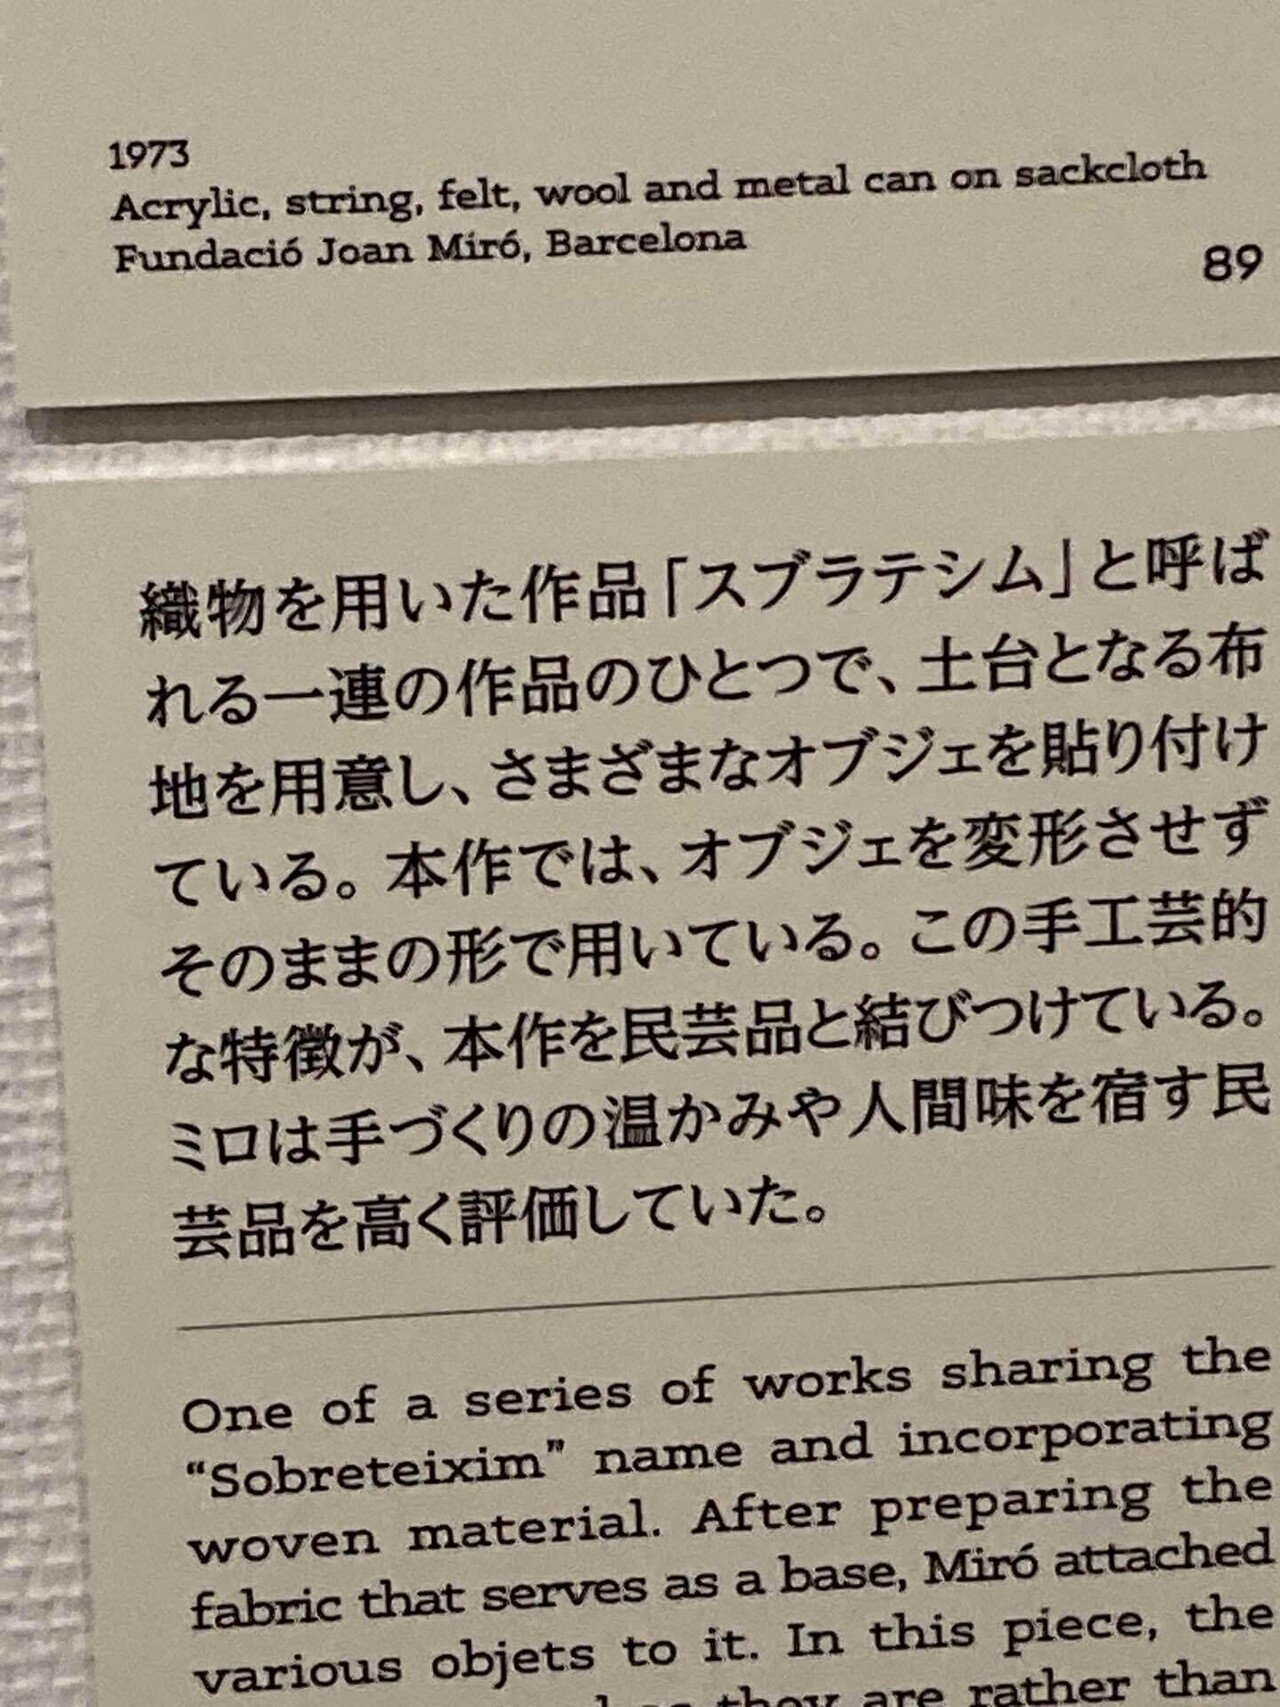 1973
Acrylic, string, felt, wool and metal can on sackcloth
Fundació Joan Miró, Barcelona
89
織物を用いた作品「スブラテシム」と呼ば
れる一連の作品のひとつで、土台となる布
地を用意し、さまざまなオブジェを貼り付け
ている。本作では、オブジェを変形させず
そのままの形で用いている。この手工芸的
な特徴が、本作を民芸品と結びつけている。
ミロは手づくりの温かみや人間味を宿す民
芸品を高く評価していた。
One of a series of works sharing the
“Sobreteixim” name and incorporating
woven material. After preparing the
fabric that serves as a base, Miró attached
various objets to it. In this piece, the
they are rather than